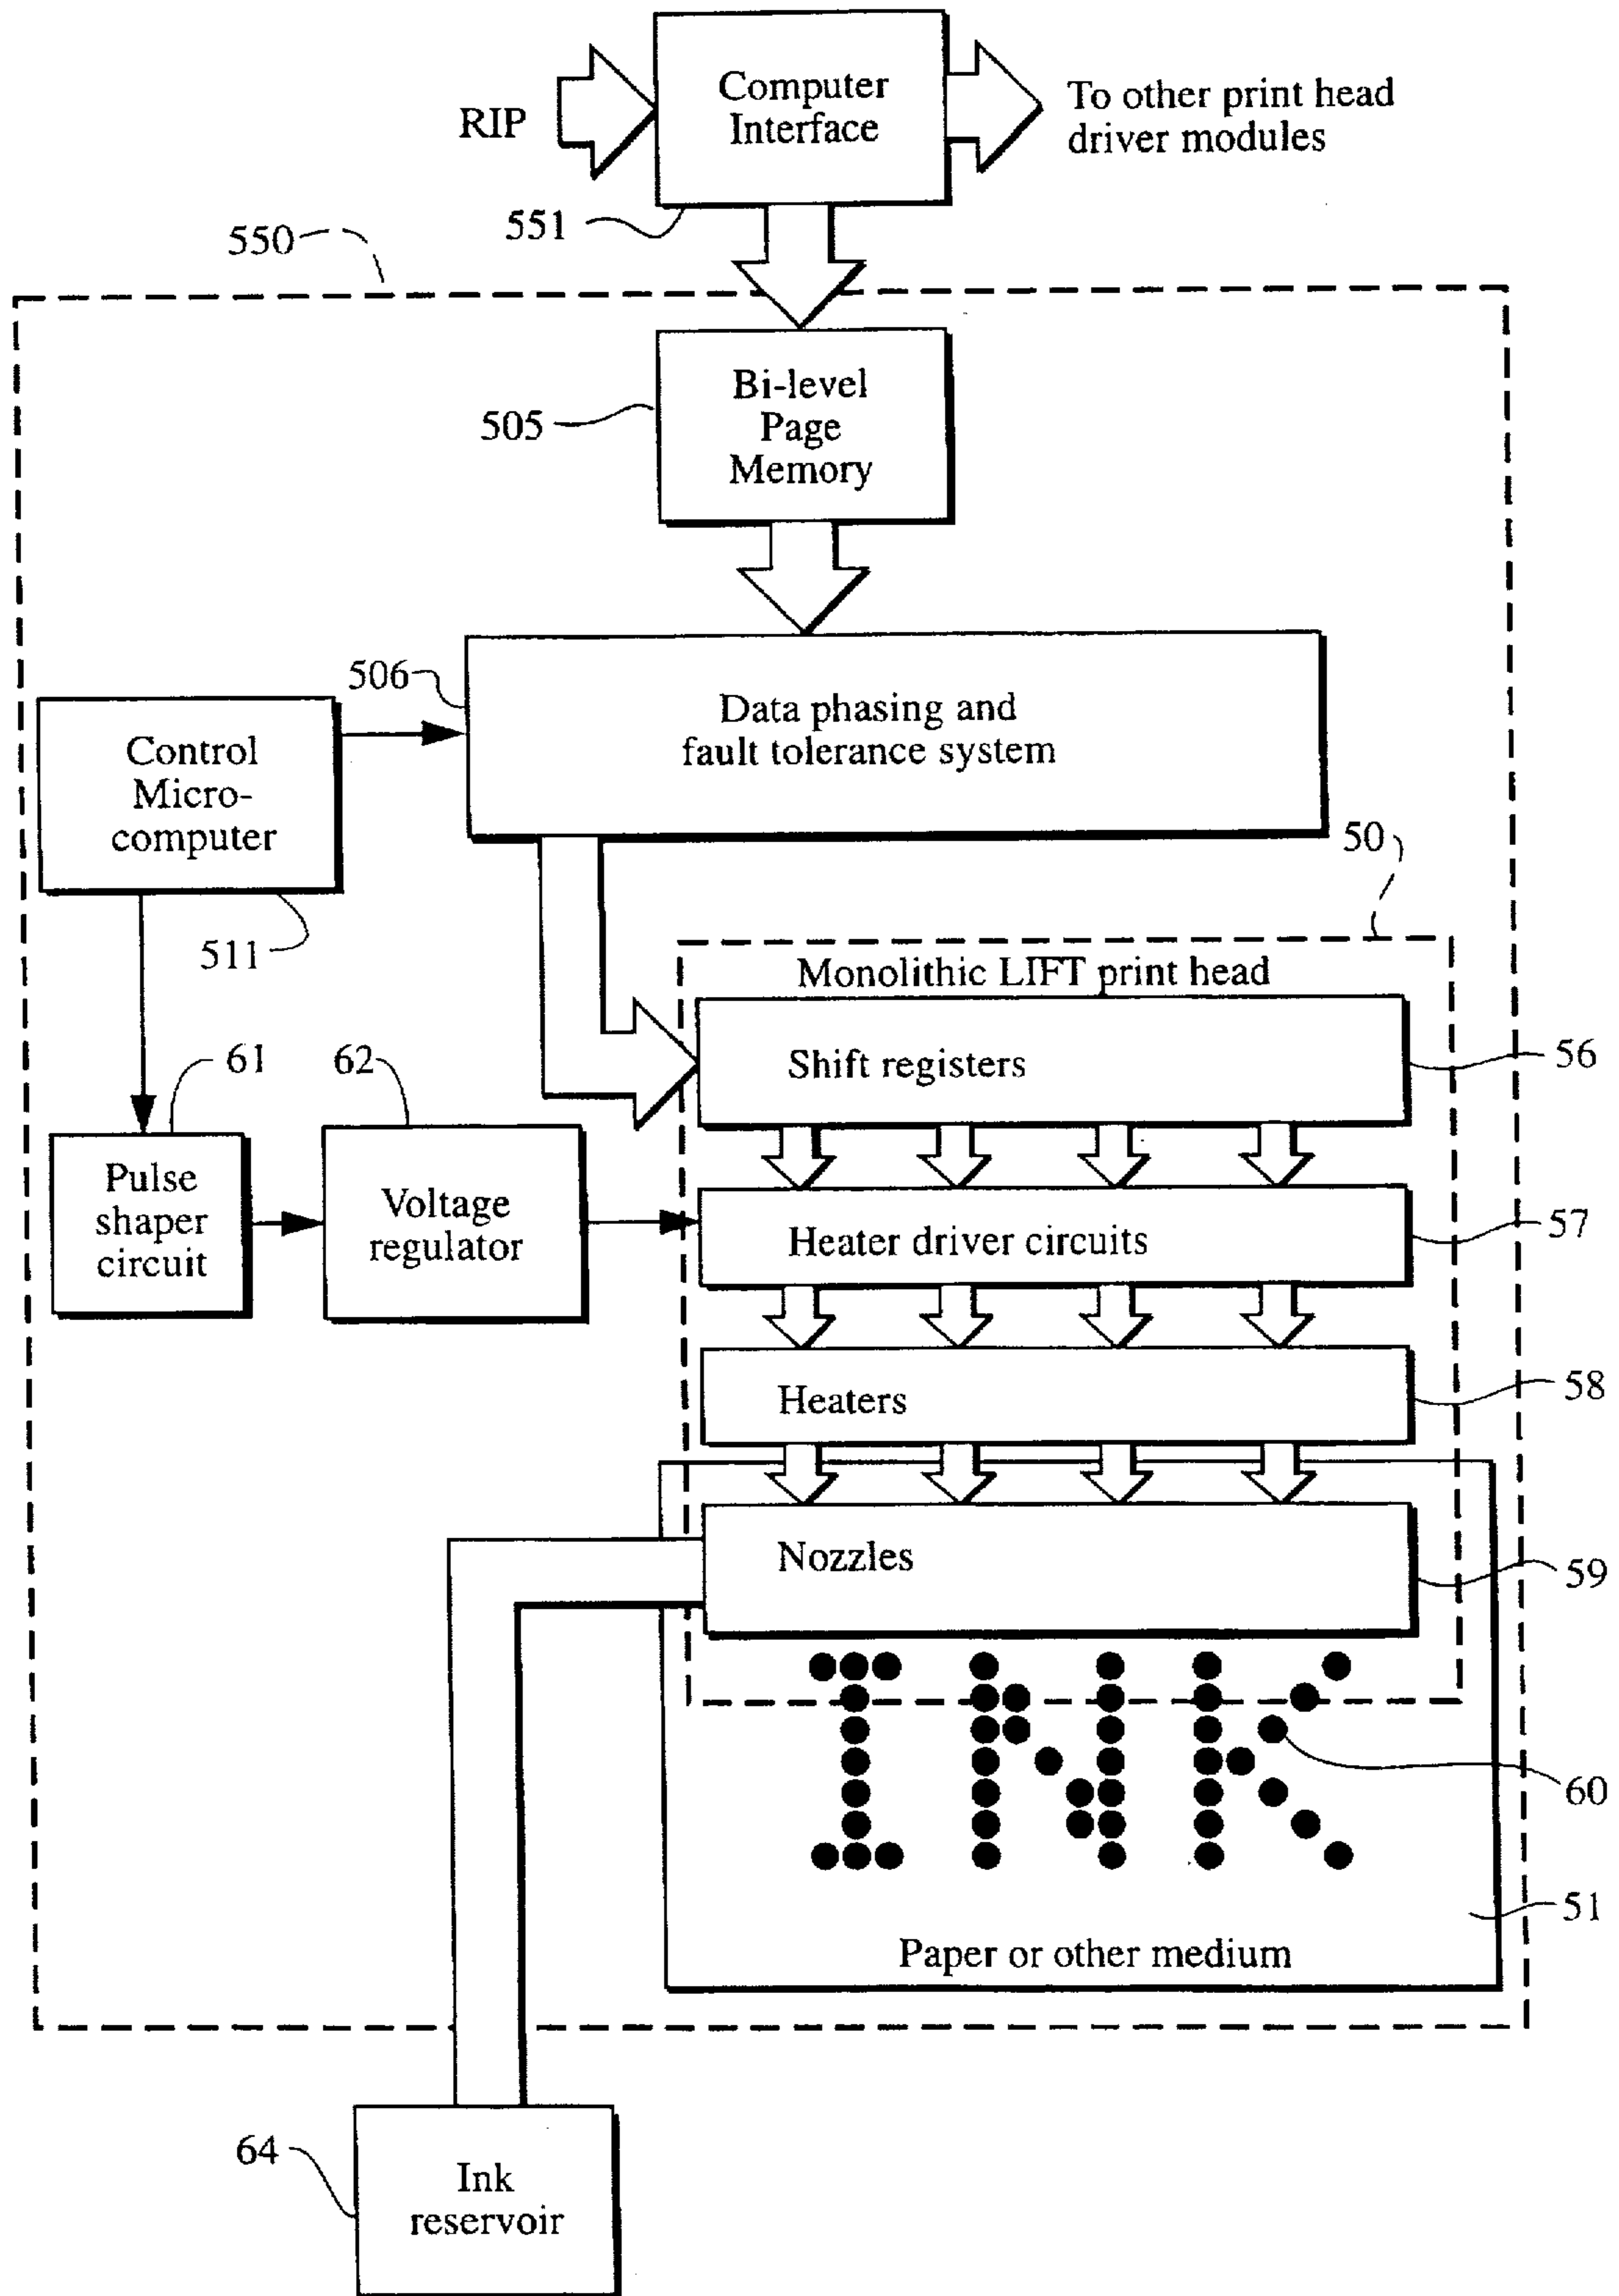 RIP
Computer
Interface
To other print head
driver modules
551
550
505
Bi-level
Page
Memory
506
Data phasing and
fault tolerance system
Control
Micro-
computer
511
50
Monolithic LIFT print head
61
62
Shift registers
56
Pulse
shaper
circuit
Voltage
regulator
Heater driver circuits
57
Heaters
58
Nozzles
59
INK
60
51
Paper or other medium
64
Ink
reservoir